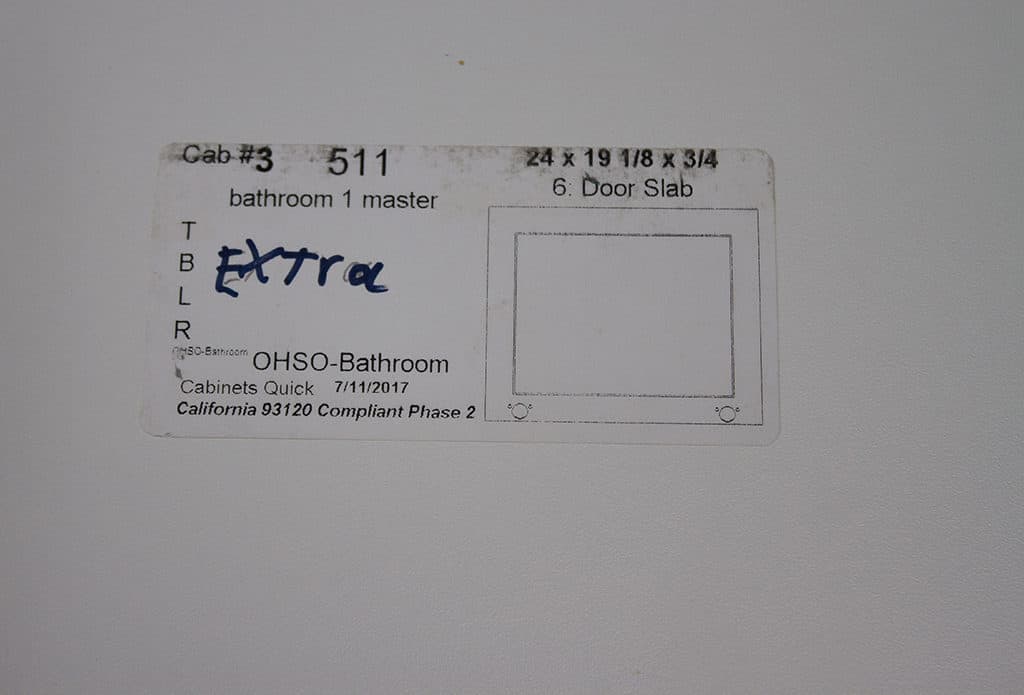 Cab #3 511
24 x 19 1/8 x 3/4
bathroom 1 master
6: Door Slab
T
B
L
R
Extra
OHSO-Bathroom
OHSO-Bathroom
Cabinets Quick 7/11/2017
California 93120 Compliant Phase 2